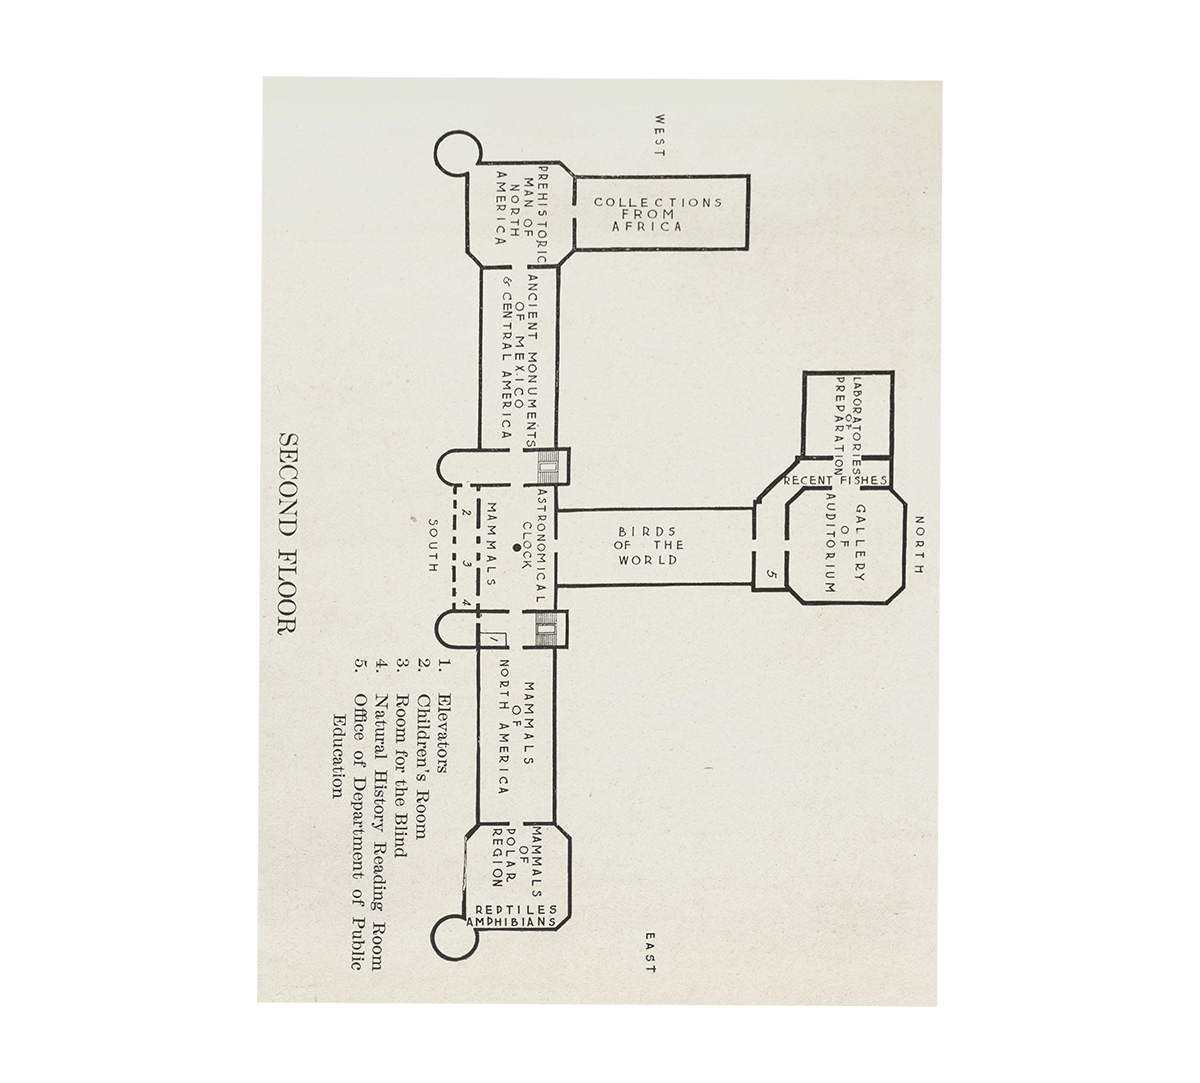 WEST
NORTH
EAST
SOUTH
COLLECTIONS
FROM
AFRICA
PREHISTORIC
MAN OF
NORTH
AMERICA
ANCIENT MONUMENTS
OF MEXICO
& CENTRAL AMERICA
LABORATORIES
OF
PREPARATION
RECENT FISHES
GALLERY
OF
AUDITORIUM
5
BIRDS
OF THE
WORLD
ASTRONOMICAL
CLOCK
MAMMALS
2
3
4
1
MAMMALS
OF
NORTH AMERICA
MAMMALS
OF
POLAR
REGION
REPTILES
AMPHIBIANS
1. Elevators
2. Children's Room
3. Room for the Blind
4. Natural History Reading Room
5. Office of Department of Public
Education
SECOND FLOOR